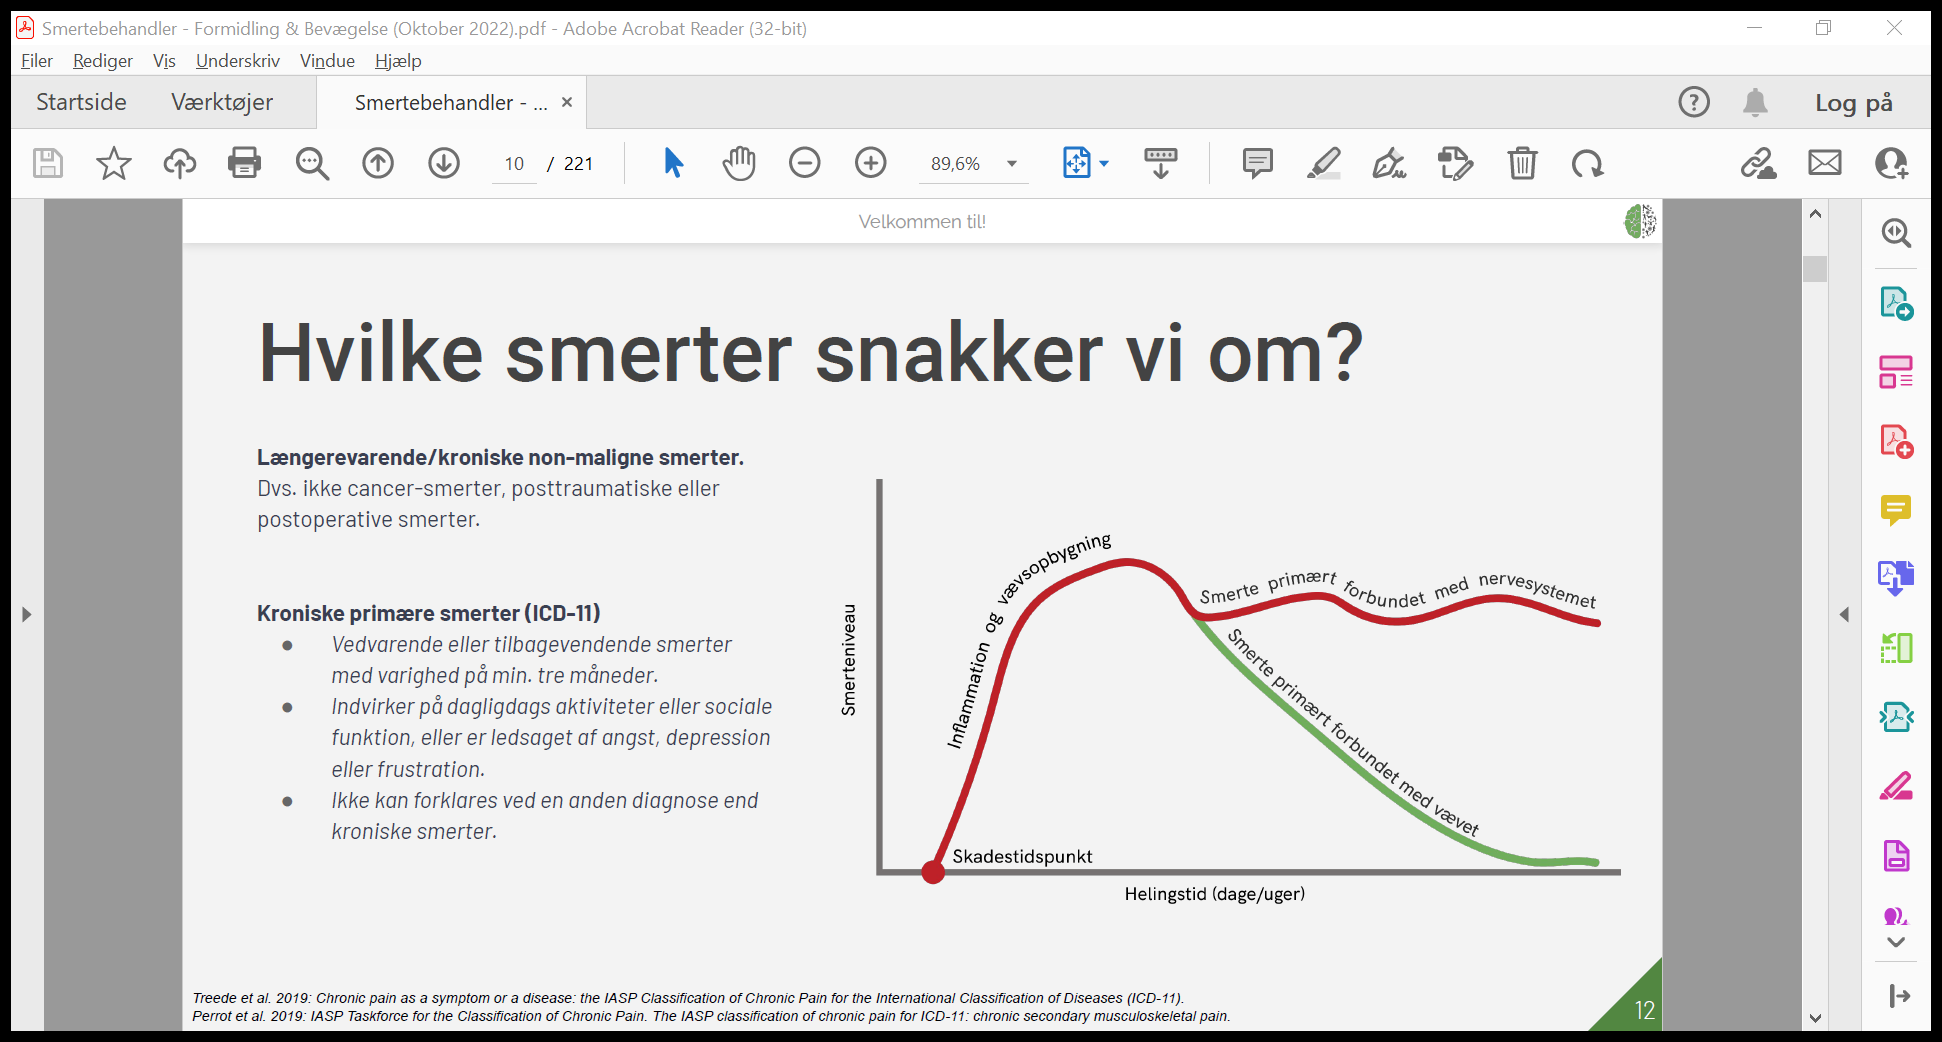 Smertebehandler - Formidling & Bevægelse (Oktober 2022).pdf - Adobe Acrobat Reader (32-bit)
Filer Rediger Vis Underskriv Vindue Hjælp
Startside Værktøjer Smertebehandler - ... × Log på
10 / 221 89,6%
Velkommen til!
Hvilke smerter snakker vi om?
Længerevarende/kroniske non-maligne smerter.
Dvs. ikke cancer-smerter, posttraumatiske eller
postoperative smerter.
Kroniske primære smerter (ICD-11)
● Vedvarende eller tilbagevendende smerter
med varighed på min. tre måneder.
● Indvirker på dagligdags aktiviteter eller sociale
funktion, eller er ledsaget af angst, depression
eller frustration.
● Ikke kan forklares ved en anden diagnose end
kroniske smerter.
Smerteniveau
Inflammation og vævsopbygning
Smerte primært forbundet med nervesystemet
Smerte primært forbundet med vævet
Skadestidspunkt
Helingstid (dage/uger)
Treede et al. 2019: Chronic pain as a symptom or a disease: the IASP Classification of Chronic Pain for the International Classification of Diseases (ICD-11).
Perrot et al. 2019: IASP Taskforce for the Classification of Chronic Pain. The IASP classification of chronic pain for ICD-11: chronic secondary musculoskeletal pain.
12